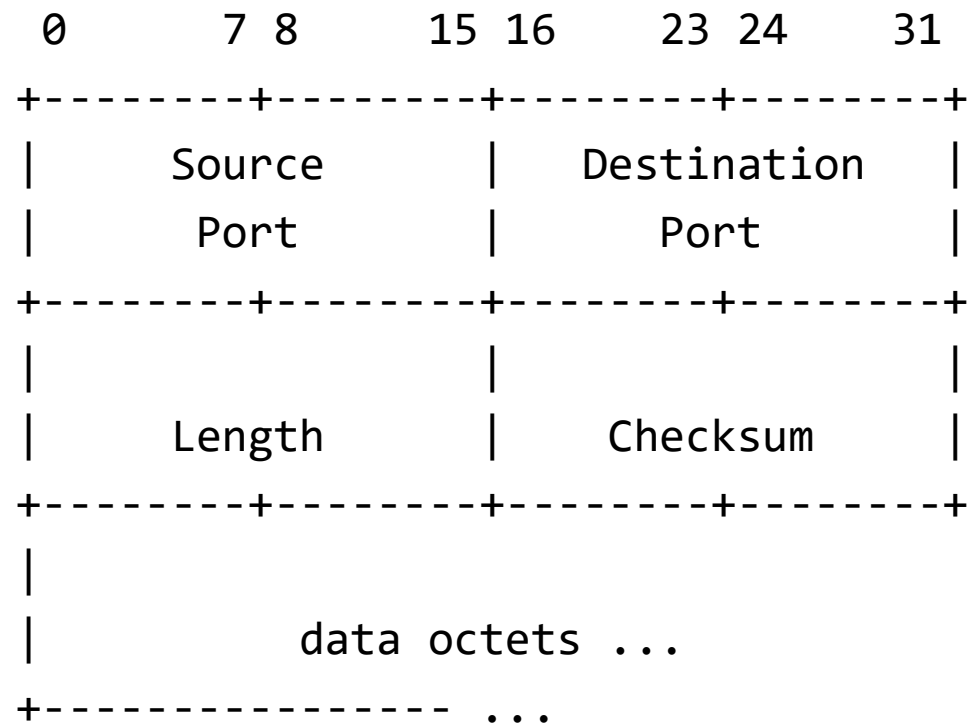 0      7 8     15 16    23 24    31
+--------+--------+--------+--------+
|     Source      |   Destination   |
|      Port       |      Port       |
+--------+--------+--------+--------+
|                 |                 |
|     Length      |    Checksum     |
+--------+--------+--------+--------+
|
|          data octets ...
+---------------- ...